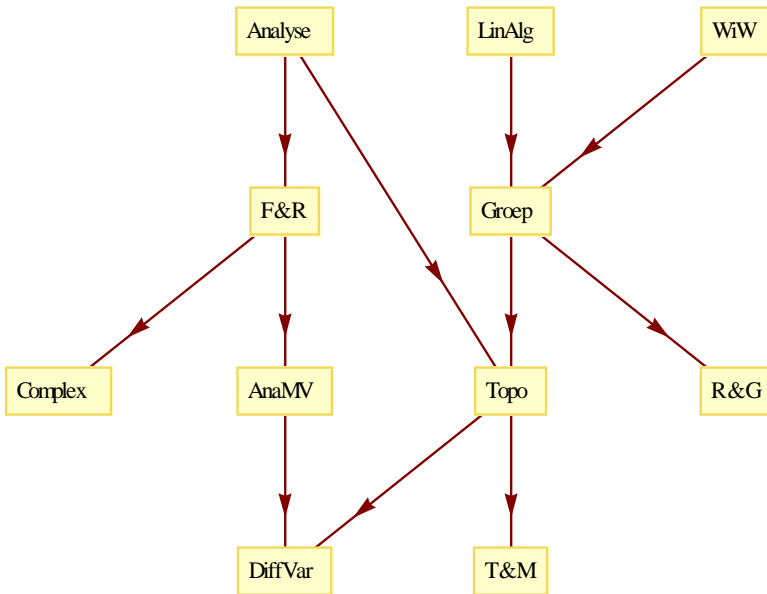 Analyse
LinAlg
WiW
F&R
Groep
Complex
AnaMV
Topo
R&G
DiffVar
T&M